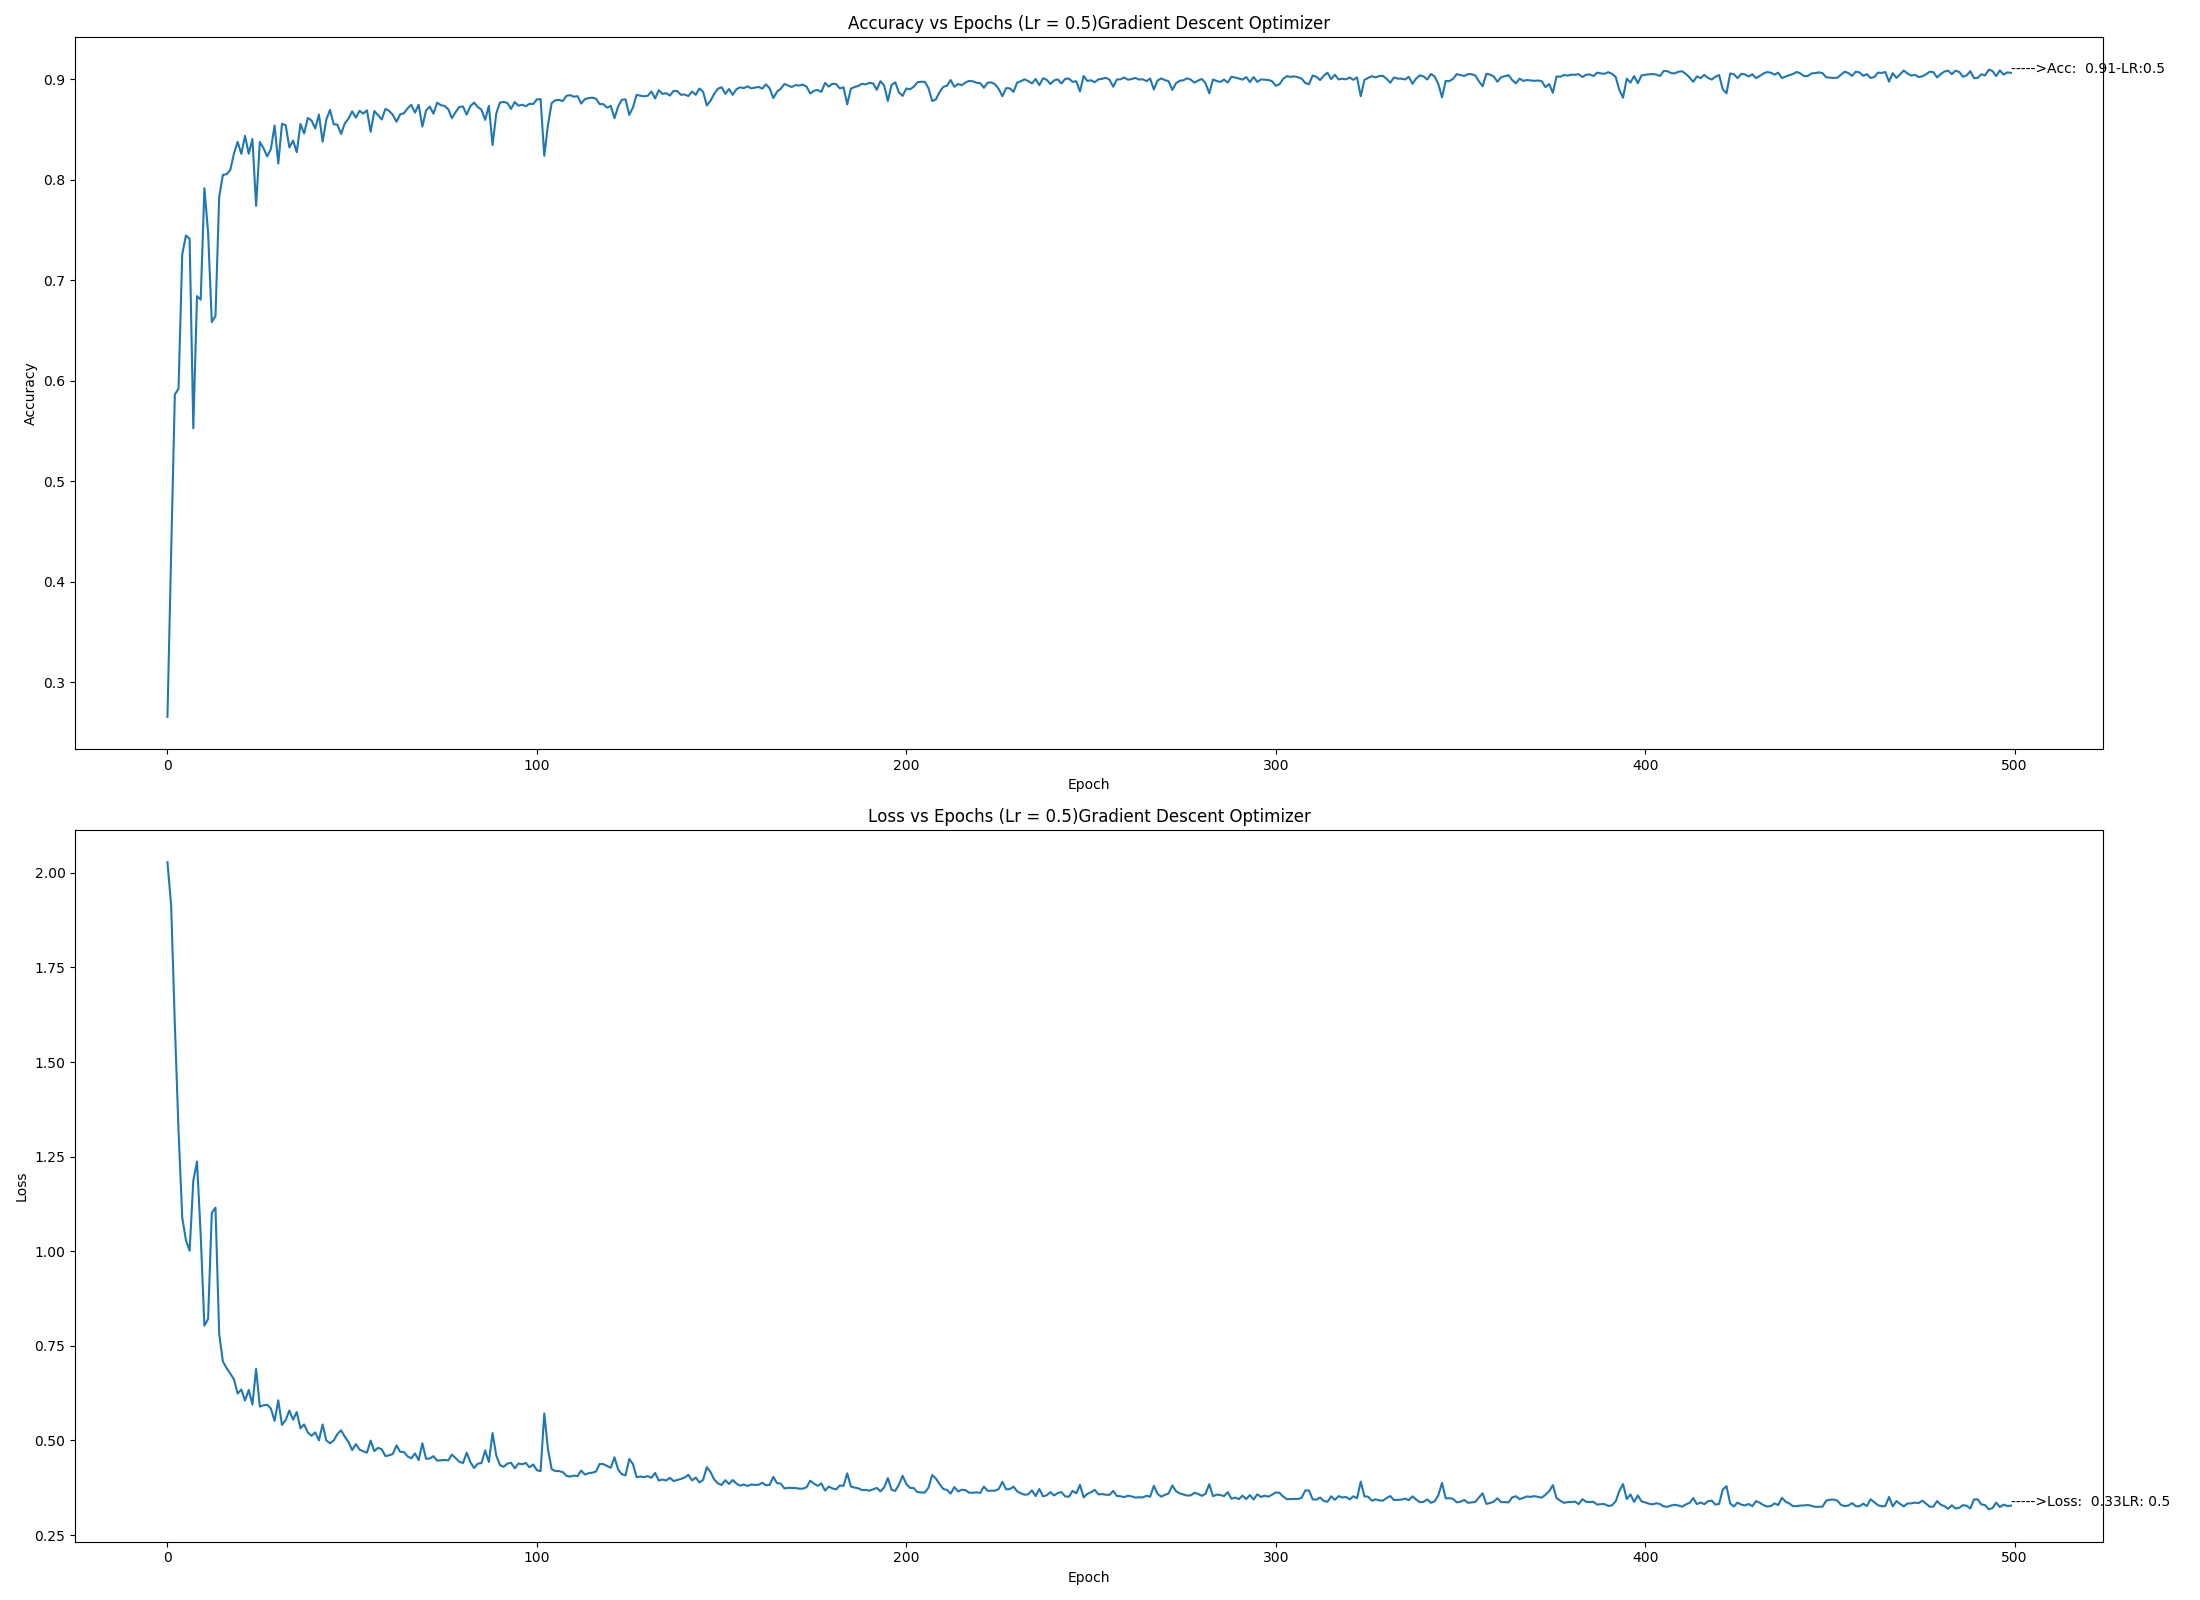 Accuracy vs Epochs (Lr = 0.5)Gradient Descent Optimizer
0.9
0.8
0.7
0.6
0.5
0.4
0.3
Accuracy
----->Acc:  0.91-LR:0.5
0 100 200 300 400 500
Epoch
Loss vs Epochs (Lr = 0.5)Gradient Descent Optimizer
2.00
1.75
1.50
1.25
1.00
0.75
0.50
0.25
Loss
----->Loss:  0.33LR: 0.5
0 100 200 300 400 500
Epoch